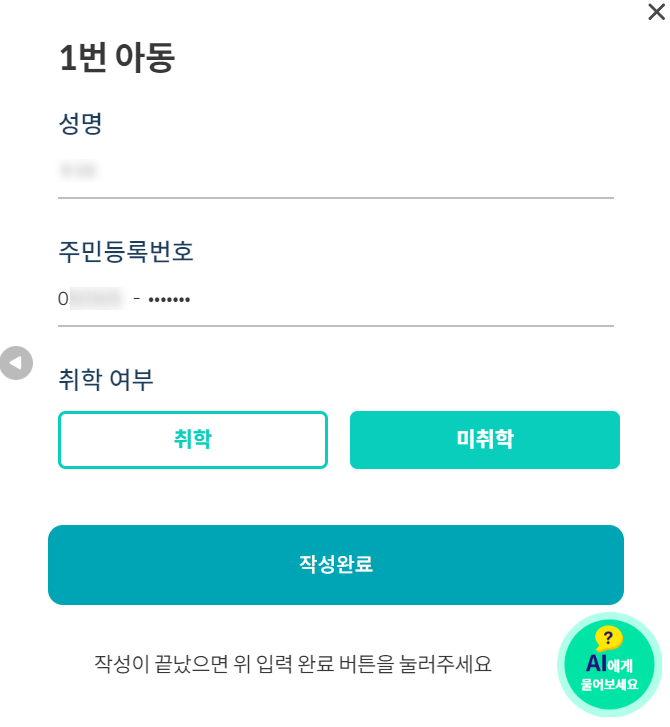 1번 아동
성명
주민등록번호
0 - •••••••
취학 여부
취학 미취학
작성완료
작성이 끝났으면 위 입력 완료 버튼을 눌러주세요
?
AI에게
물어보세요